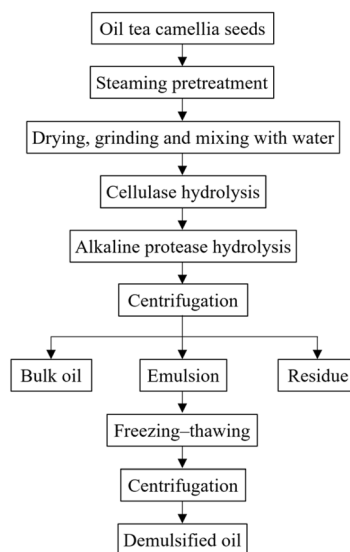 Oil tea camellia seeds
Steaming pretreatment
Drying, grinding and mixing with water
Cellulase hydrolysis
Alkaline protease hydrolysis
Centrifugation
Bulk oil
Emulsion
Residue
Freezing–thawing
Centrifugation
Demulsified oil